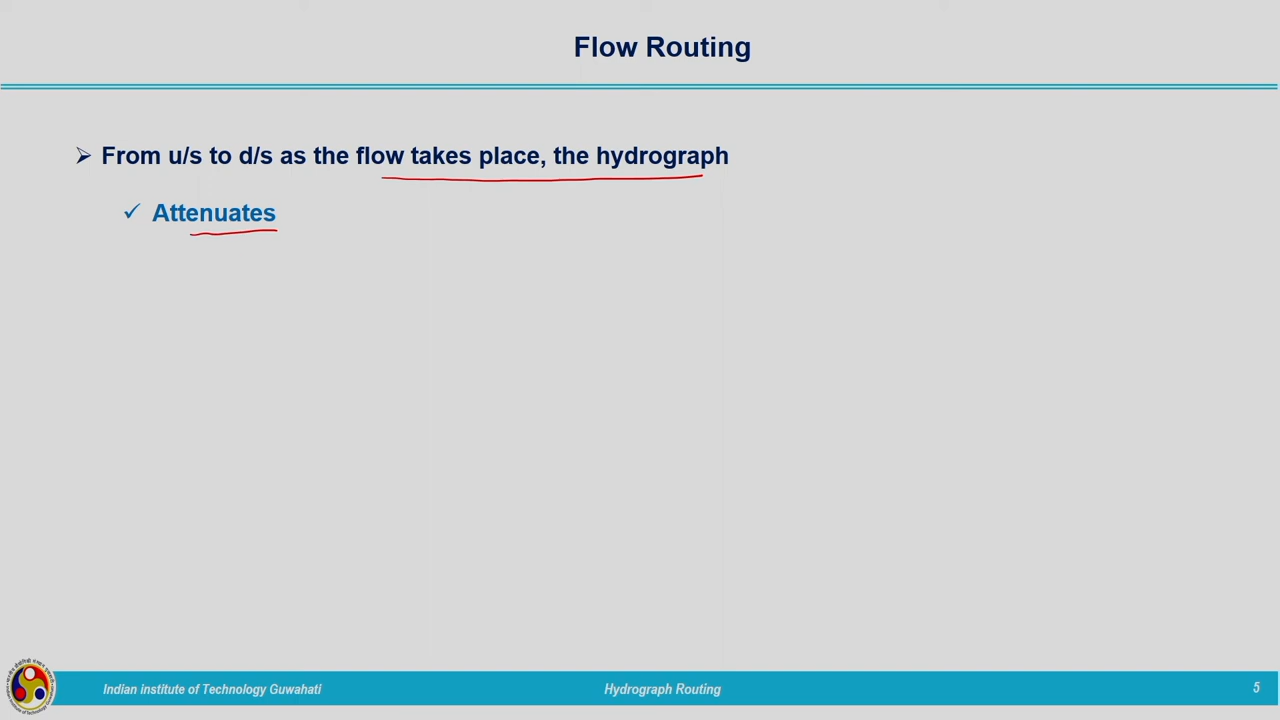 Flow Routing
From u/s to d/s as the flow takes place, the hydrograph
Attenuates
Indian institute of Technology Guwahati
Hydrograph Routing
5